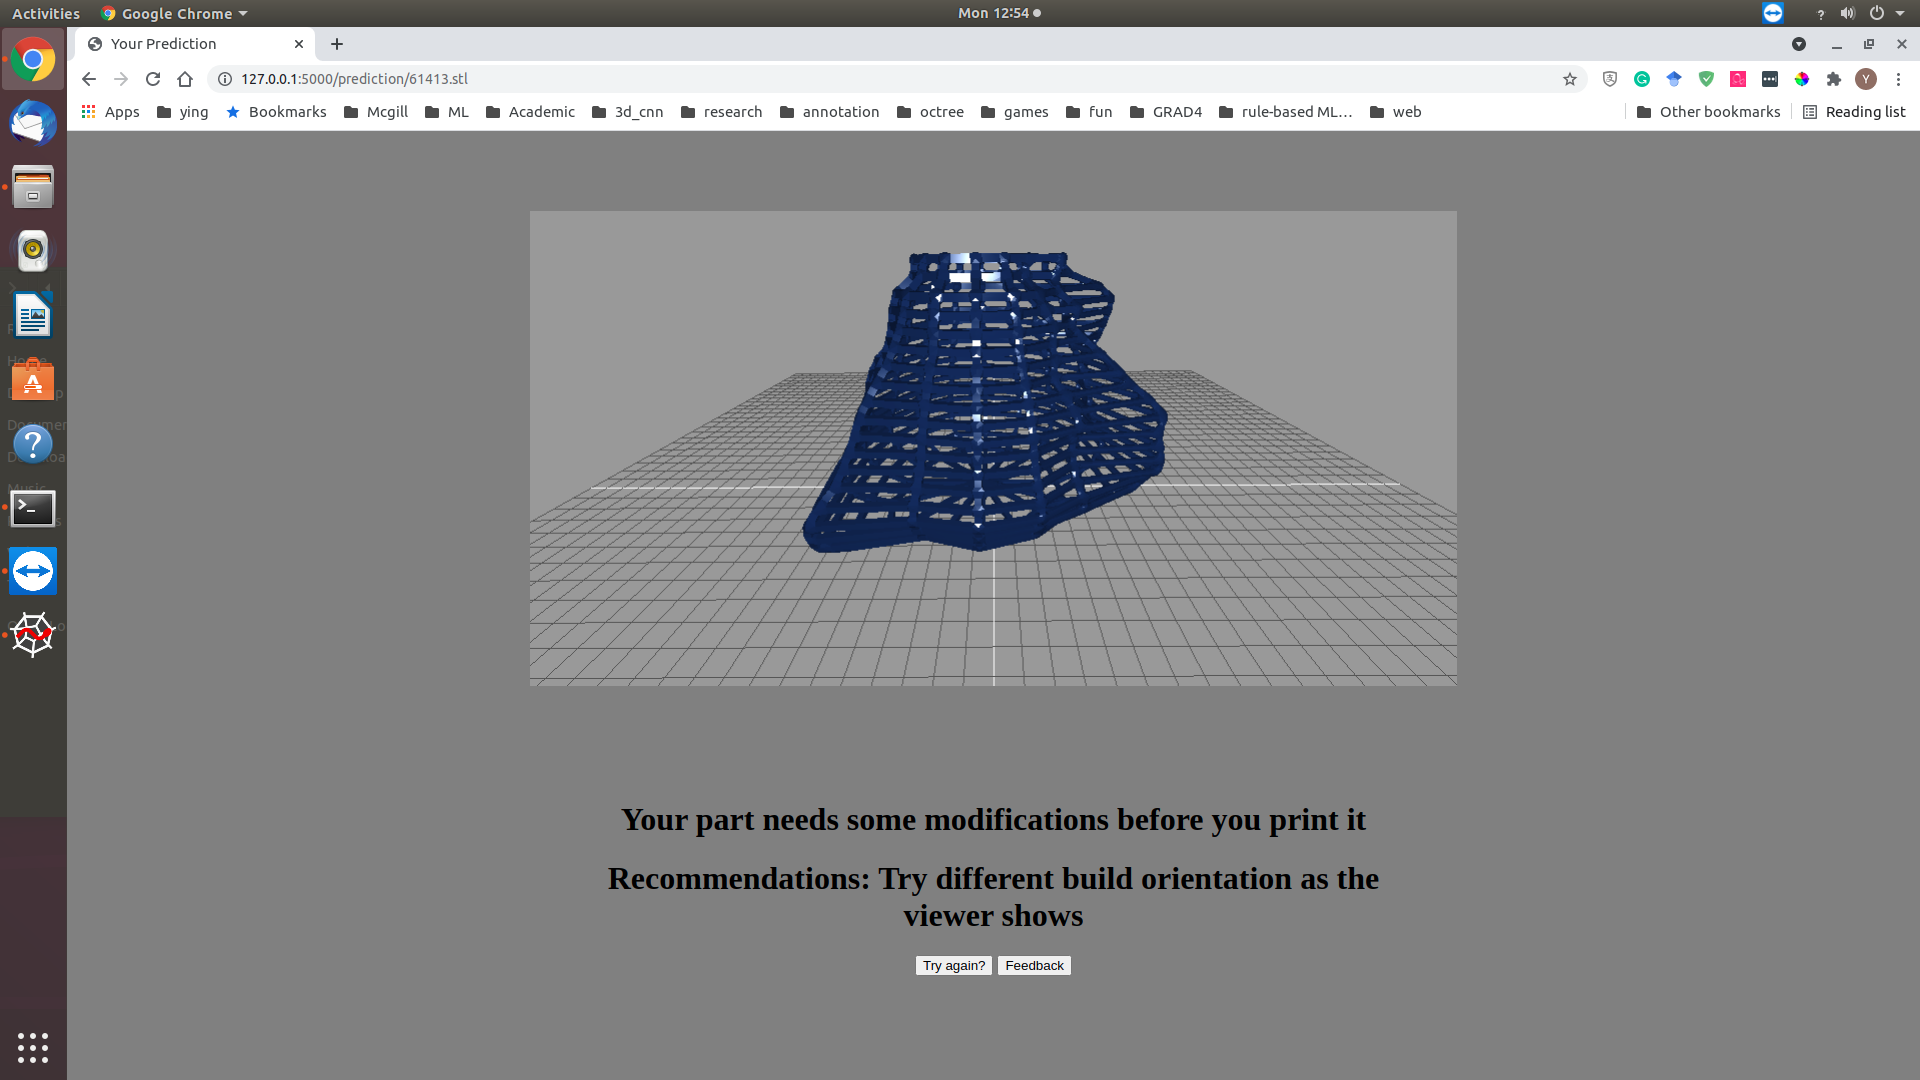 Activities Google Chrome Mon 12:54 ?
Your Prediction
127.0.0.1:5000/prediction/61413.stl Y
Apps ying Bookmarks Mcgill ML Academic 3d_cnn research annotation octree games fun GRAD4 rule-based ML… web Other bookmarks Reading list
Your part needs some modifications before you print it
Recommendations: Try different build orientation as the
viewer shows
Try again? Feedback